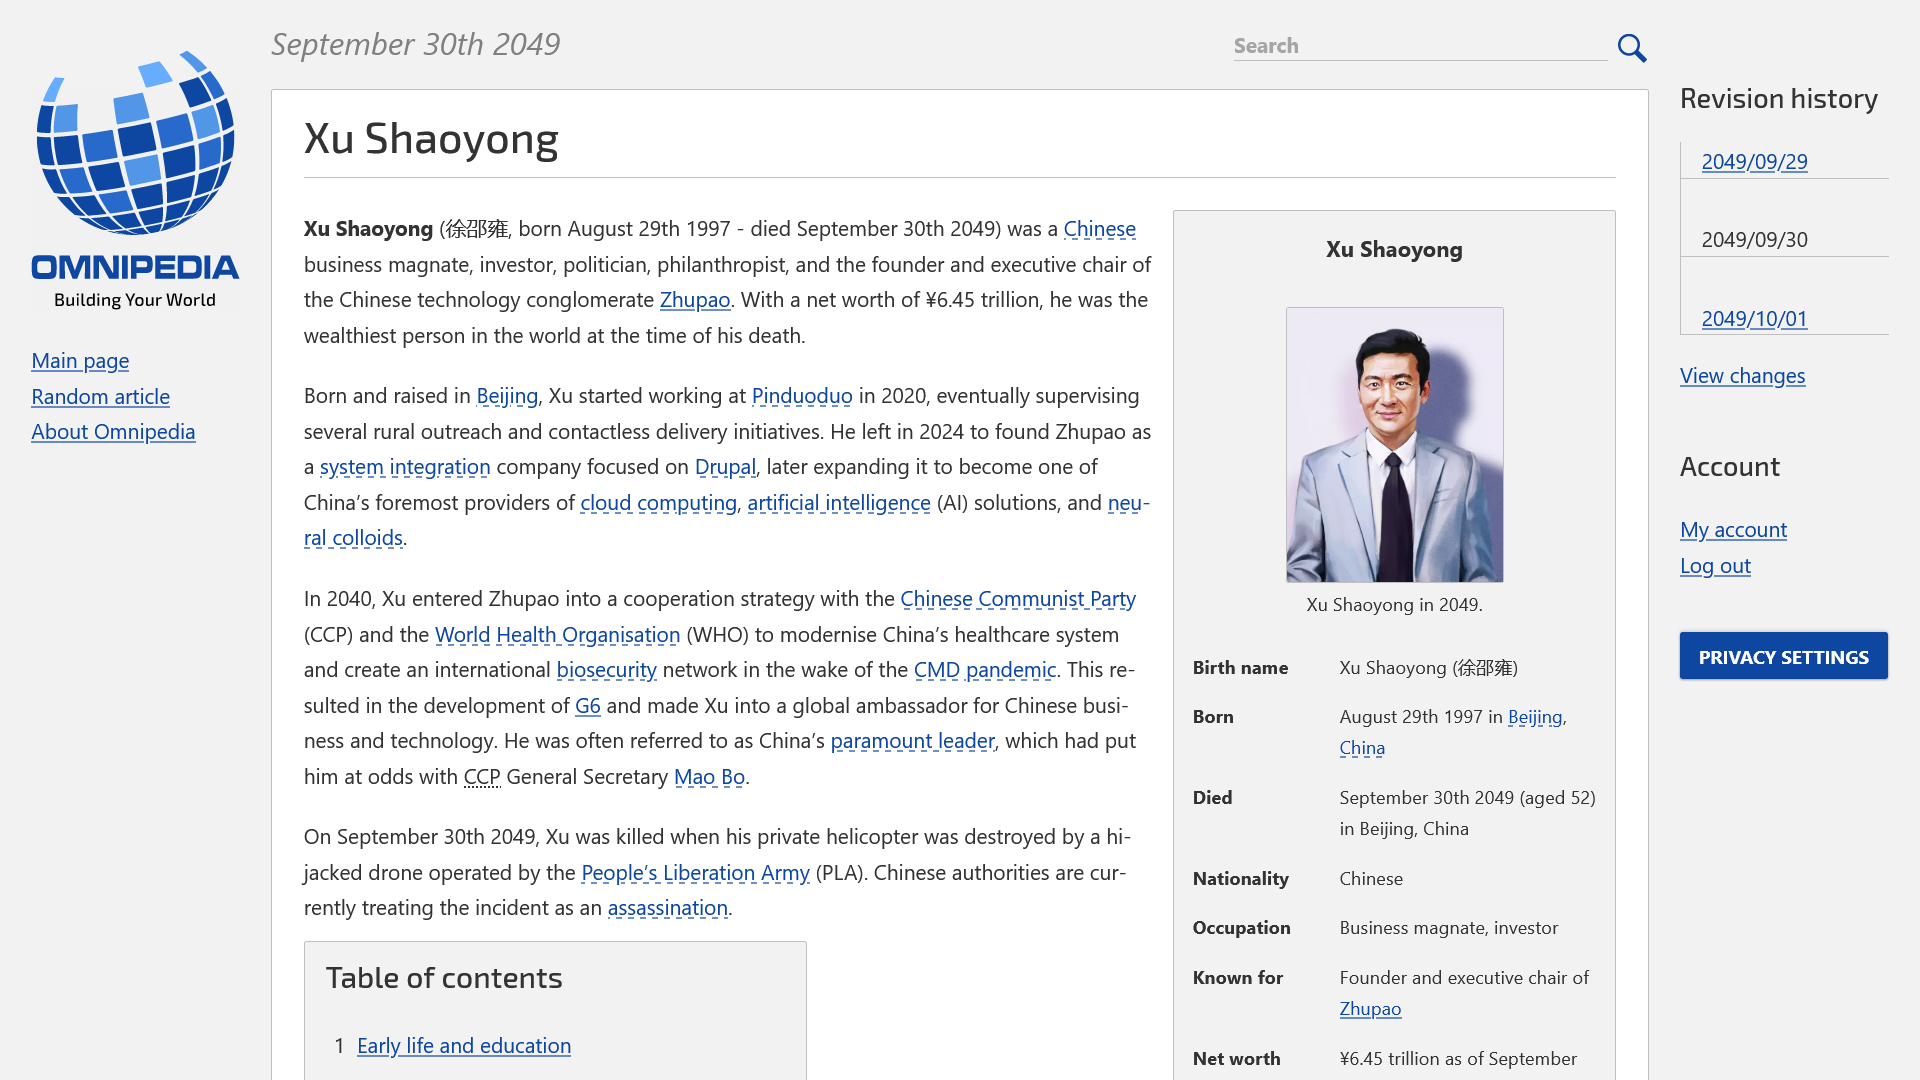 September 30th 2049
Search
OMNIPEDIA
Building Your World
Main page
Random article
About Omnipedia
Xu Shaoyong
Xu Shaoyong (徐邵雍, born August 29th 1997 - died September 30th 2049) was a Chinese
business magnate, investor, politician, philanthropist, and the founder and executive chair of
the Chinese technology conglomerate Zhupao. With a net worth of ¥6.45 trillion, he was the
wealthiest person in the world at the time of his death.
Born and raised in Beijing, Xu started working at Pinduoduo in 2020, eventually supervising
several rural outreach and contactless delivery initiatives. He left in 2024 to found Zhupao as
a system integration company focused on Drupal, later expanding it to become one of
China’s foremost providers of cloud computing, artificial intelligence (AI) solutions, and neu-
ral colloids.
In 2040, Xu entered Zhupao into a cooperation strategy with the Chinese Communist Party
(CCP) and the World Health Organisation (WHO) to modernise China’s healthcare system
and create an international biosecurity network in the wake of the CMD pandemic. This re-
sulted in the development of G6 and made Xu into a global ambassador for Chinese busi-
ness and technology. He was often referred to as China’s paramount leader, which had put
him at odds with CCP General Secretary Mao Bo.
On September 30th 2049, Xu was killed when his private helicopter was destroyed by a hi-
jacked drone operated by the People’s Liberation Army (PLA). Chinese authorities are cur-
rently treating the incident as an assassination.
Table of contents
1 Early life and education
Xu Shaoyong
Xu Shaoyong in 2049.
Birth name Xu Shaoyong (徐邵雍)
Born August 29th 1997 in Beijing,
China
Died September 30th 2049 (aged 52)
in Beijing, China
Nationality Chinese
Occupation Business magnate, investor
Known for Founder and executive chair of
Zhupao
Net worth ¥6.45 trillion as of September
Revision history
2049/09/29
2049/09/30
2049/10/01
View changes
Account
My account
Log out
PRIVACY SETTINGS